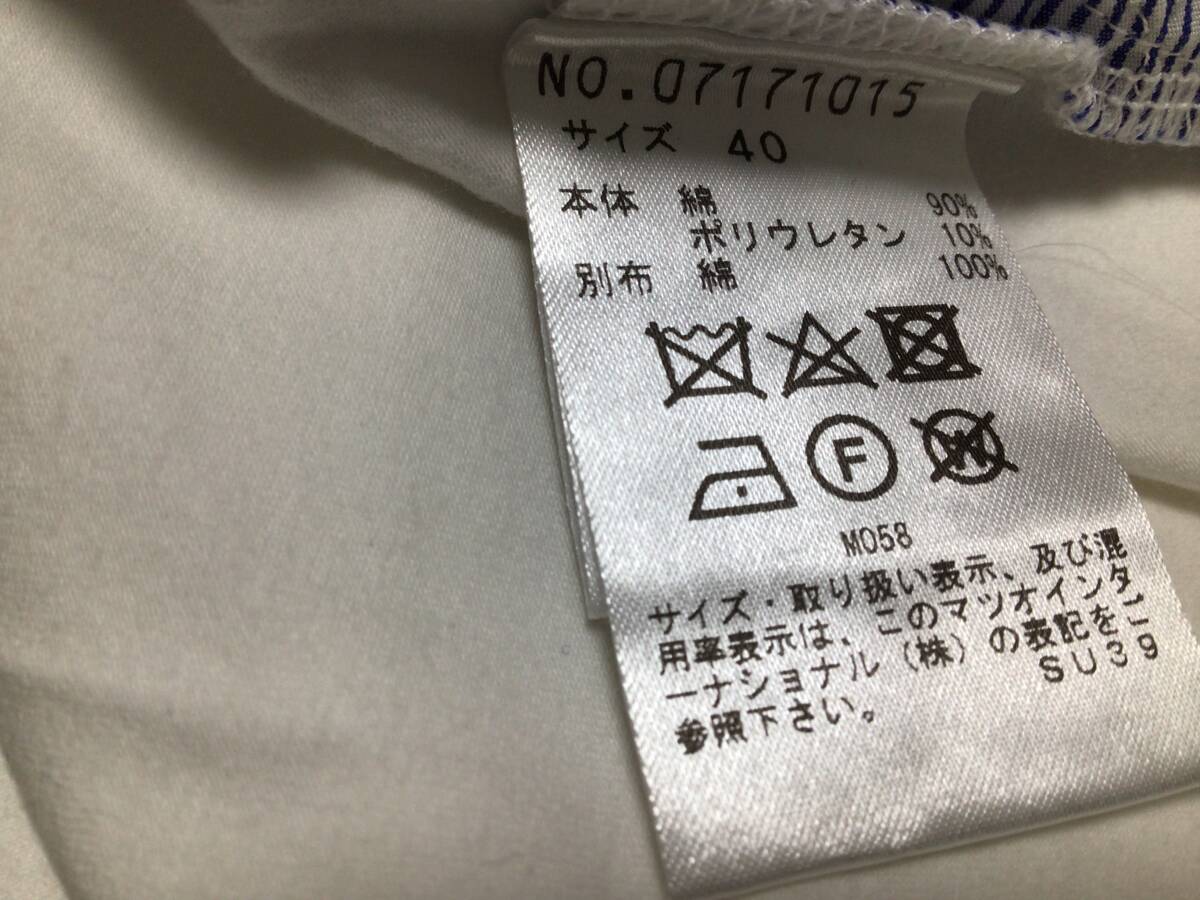 NO.07171015
サイズ 40
本体 綿 90%
ポリウレタン 10%
別布 綿 100%
F
W
M058
サイズ・取り扱い表示、及び混
用率表示は、このマツオインタ
ーナショナル(株)の表記をご
参照下さい。 SU39